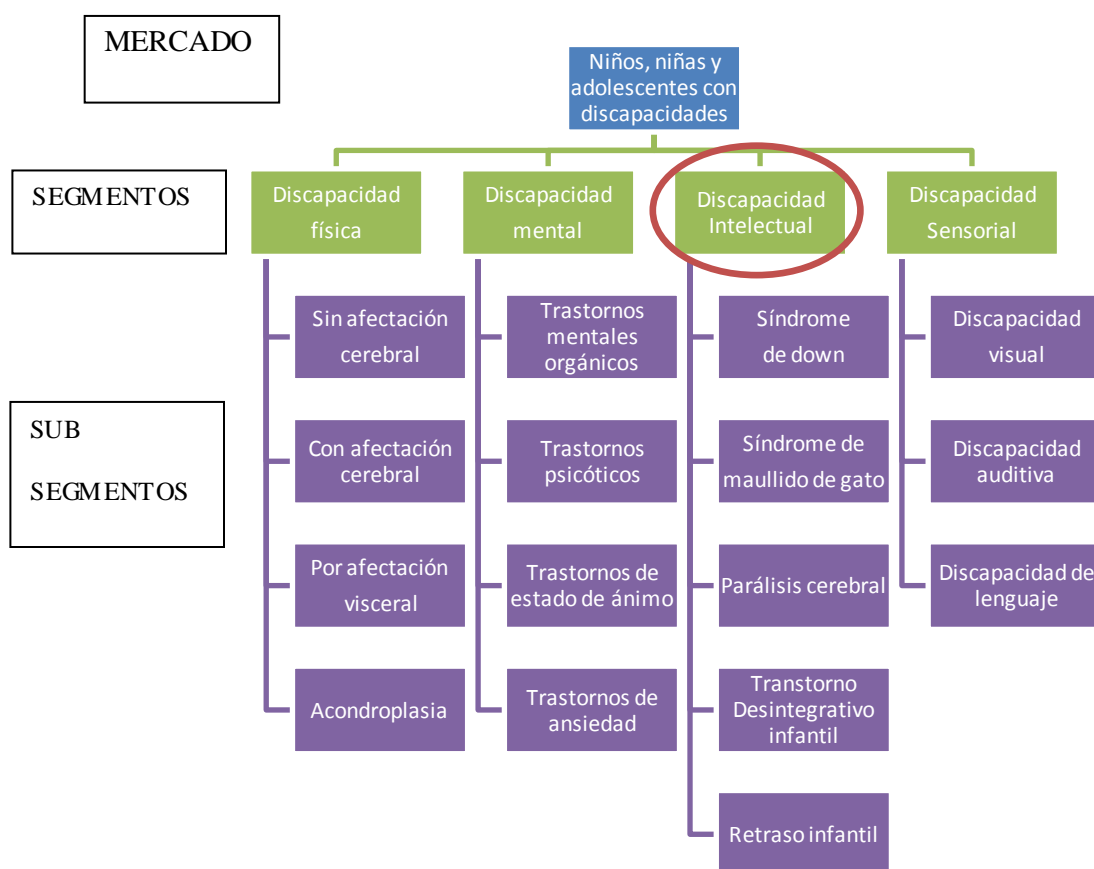 MERCADO
Niños, niñas y
adolescentes con
discapacidades
SEGMENTOS
Discapacidad
física
Discapacidad
mental
Discapacidad
Intelectual
Discapacidad
Sensorial
SUB
SEGMENTOS
Sin afectación
cerebral
Con afectación
cerebral
Por afectación
visceral
Acondroplasia
Trastornos
mentales
orgánicos
Trastornos
psicóticos
Trastornos de
estado de ánimo
Trastornos de
ansiedad
Síndrome
de down
Síndrome de
maullido de gato
Parálisis cerebral
Transtorno
Desintegrativo
infantil
Retraso infantil
Discapacidad
visual
Discapacidad
auditiva
Discapacidad de
lenguaje